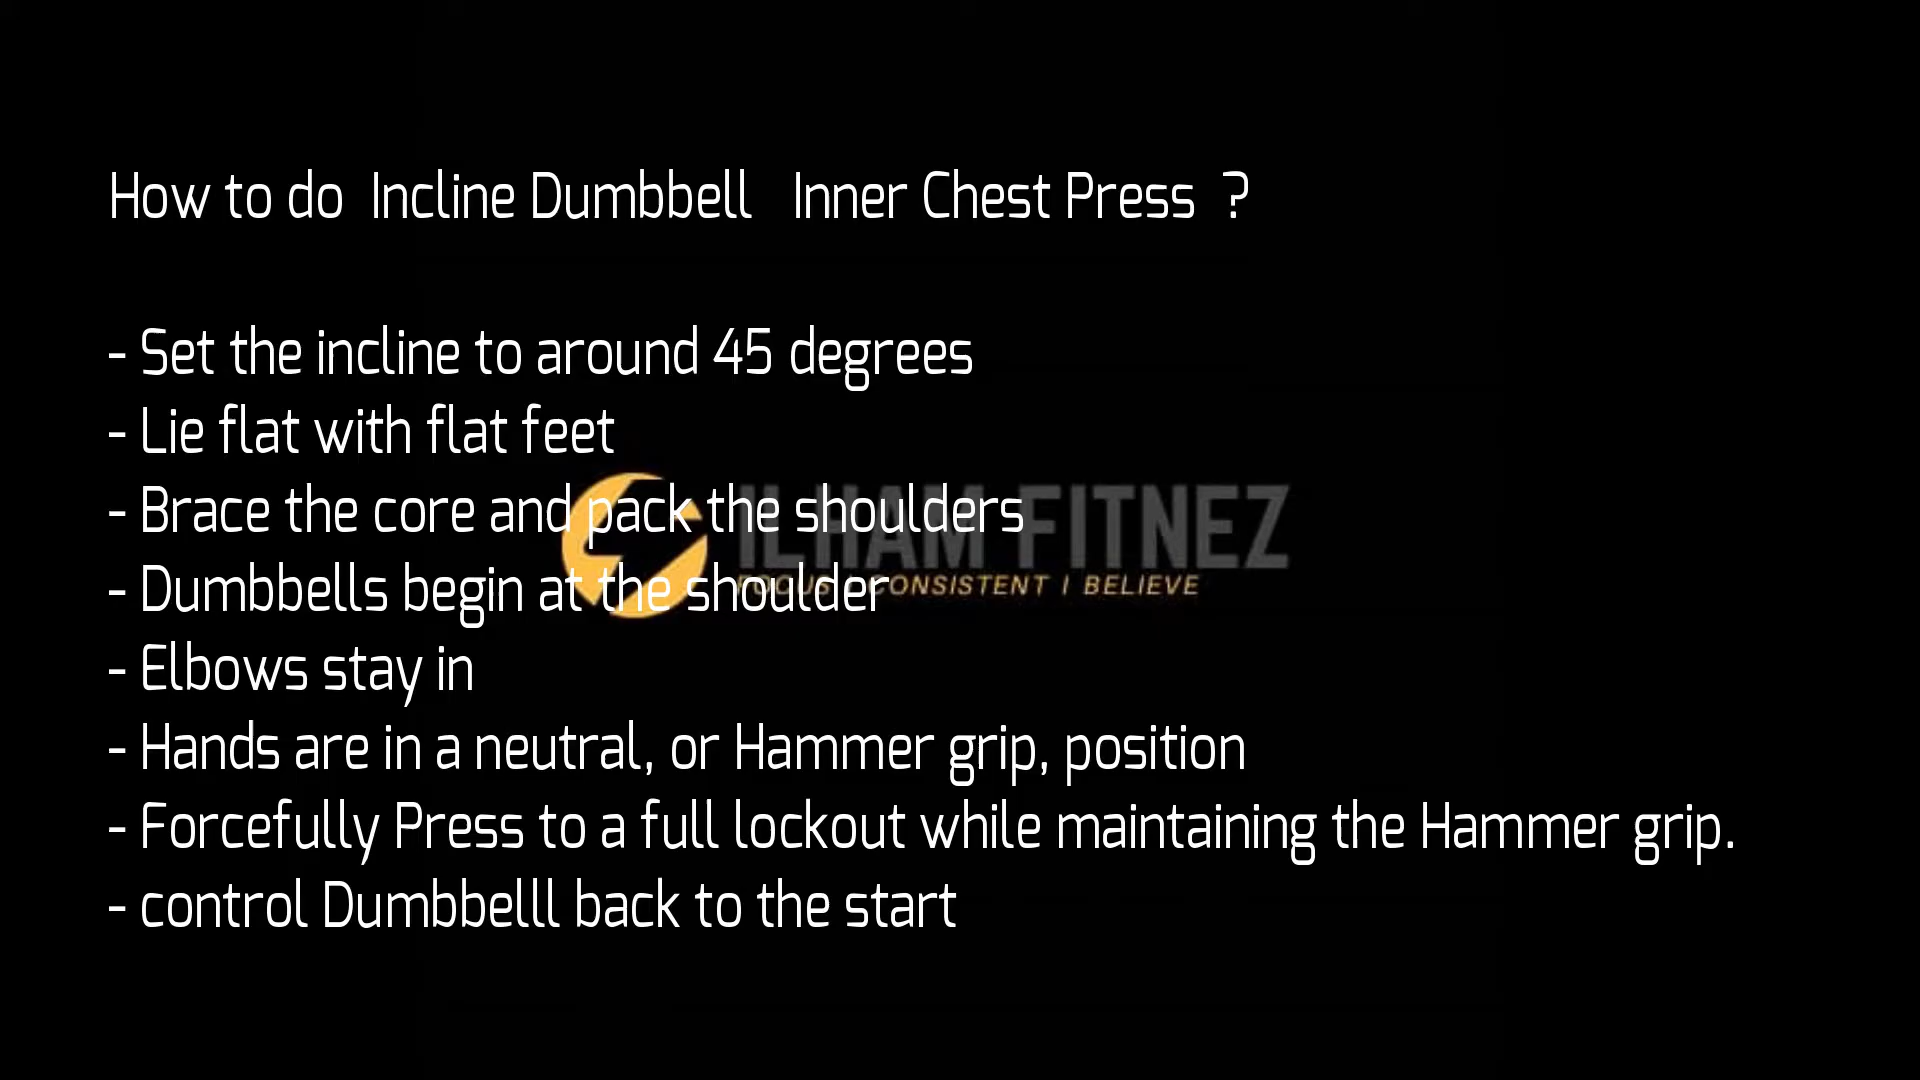 How to do Incline Dumbbell Inner Chest Press ?
- Set the incline to around 45 degrees
- Lie flat with flat feet
- Brace the core and pack the shoulders
- Dumbbells begin at the shoulder
- Elbows stay in
- Hands are in a neutral, or Hammer grip, position
- Forcefully Press to a full lockout while maintaining the Hammer grip.
- control Dumbbelll back to the start
ILHAM FITNEZ
FOCUS I CONSISTENT I BELIEVE